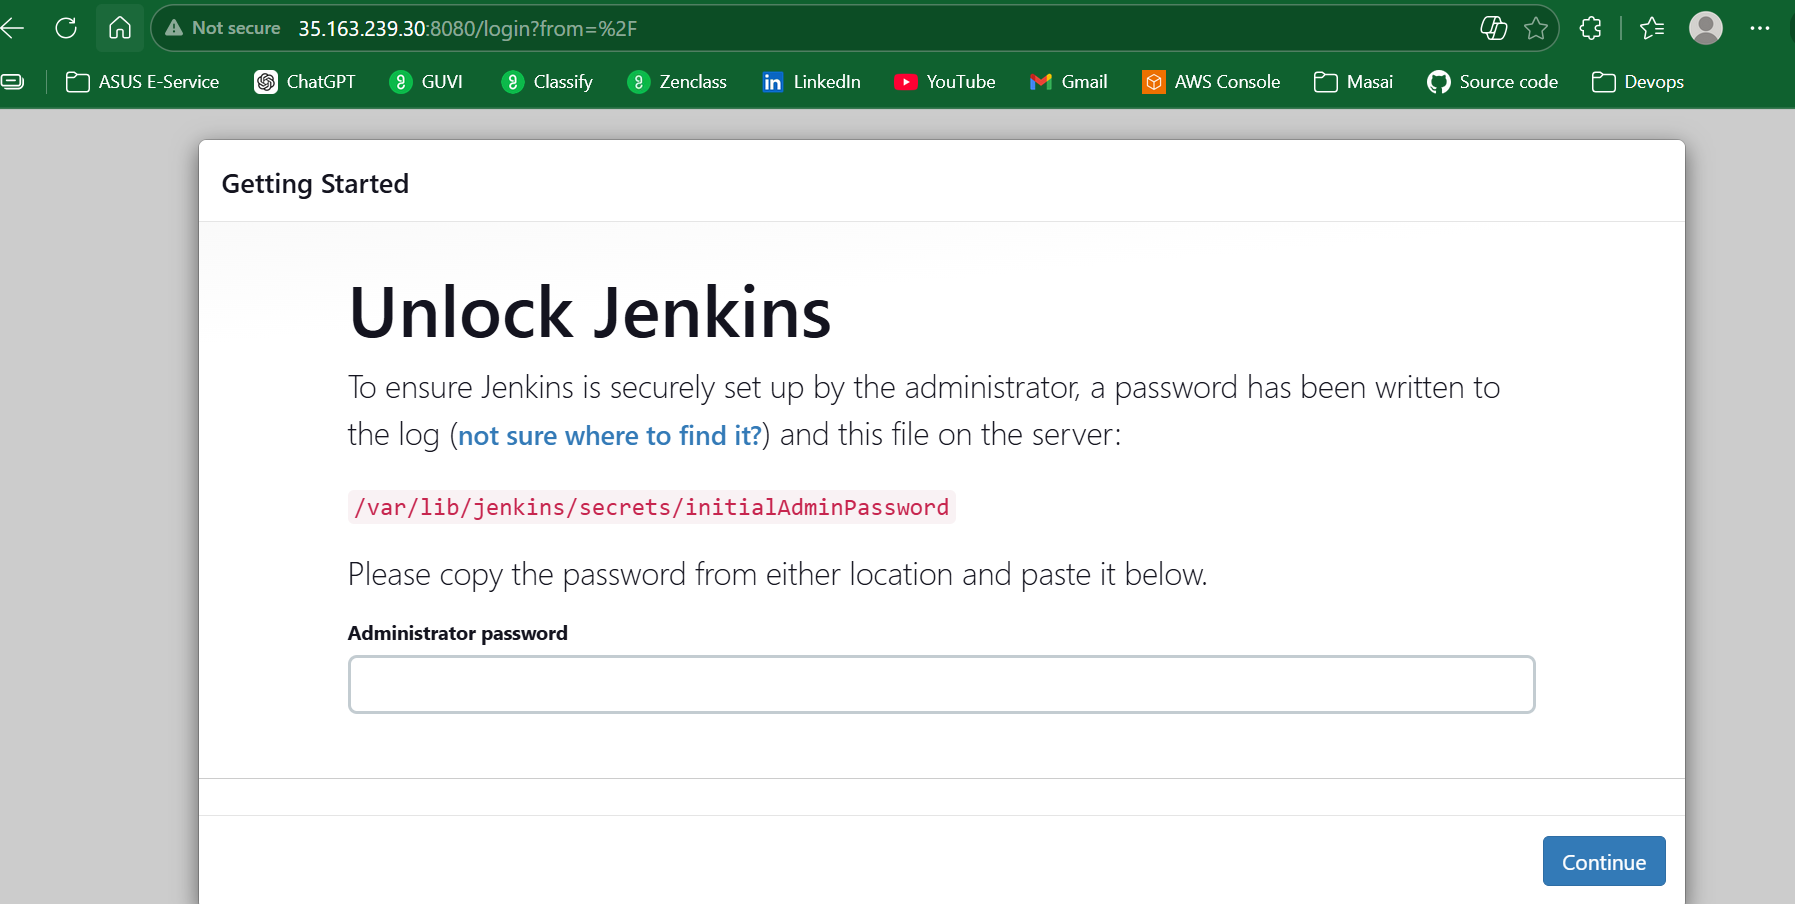 Not secure 35.163.239.30:8080/login?from=%2F
ASUS E-Service ChatGPT GUVI Classify Zenclass LinkedIn YouTube Gmail AWS Console Masai Source code Devops
Getting Started
Unlock Jenkins
To ensure Jenkins is securely set up by the administrator, a password has been written to
the log (not sure where to find it?) and this file on the server:
/var/lib/jenkins/secrets/initialAdminPassword
Please copy the password from either location and paste it below.
Administrator password
Continue